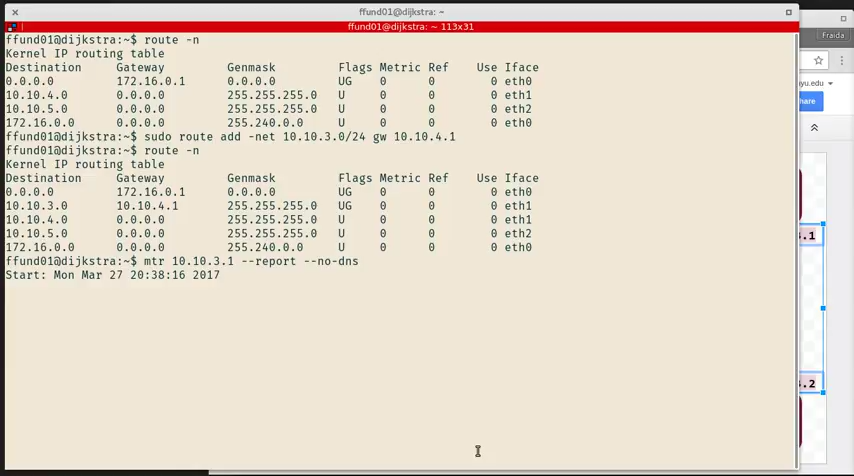 ffund01@dijkstra: ~
ffund01@dijkstra: ~ 113x31
ffund01@dijkstra:~$ route -n
Kernel IP routing table
Destination Gateway Genmask Flags Metric Ref Use Iface
0.0.0.0 172.16.0.1 0.0.0.0 UG 0 0 0 eth0
10.10.4.0 0.0.0.0 255.255.255.0 U 0 0 0 eth1
10.10.5.0 0.0.0.0 255.255.255.0 U 0 0 0 eth2
172.16.0.0 0.0.0.0 255.240.0.0 U 0 0 0 eth0
ffund01@dijkstra:~$ sudo route add -net 10.10.3.0/24 gw 10.10.4.1
ffund01@dijkstra:~$ route -n
Kernel IP routing table
Destination Gateway Genmask Flags Metric Ref Use Iface
0.0.0.0 172.16.0.1 0.0.0.0 UG 0 0 0 eth0
10.10.3.0 10.10.4.1 255.255.255.0 UG 0 0 0 eth1
10.10.4.0 0.0.0.0 255.255.255.0 U 0 0 0 eth1
10.10.5.0 0.0.0.0 255.255.255.0 U 0 0 0 eth2
172.16.0.0 0.0.0.0 255.240.0.0 U 0 0 0 eth0
ffund01@dijkstra:~$ mtr 10.10.3.1 --report --no-dns
Start: Mon Mar 27 20:38:16 2017
Fraida
yu.edu
hare
.1
.2